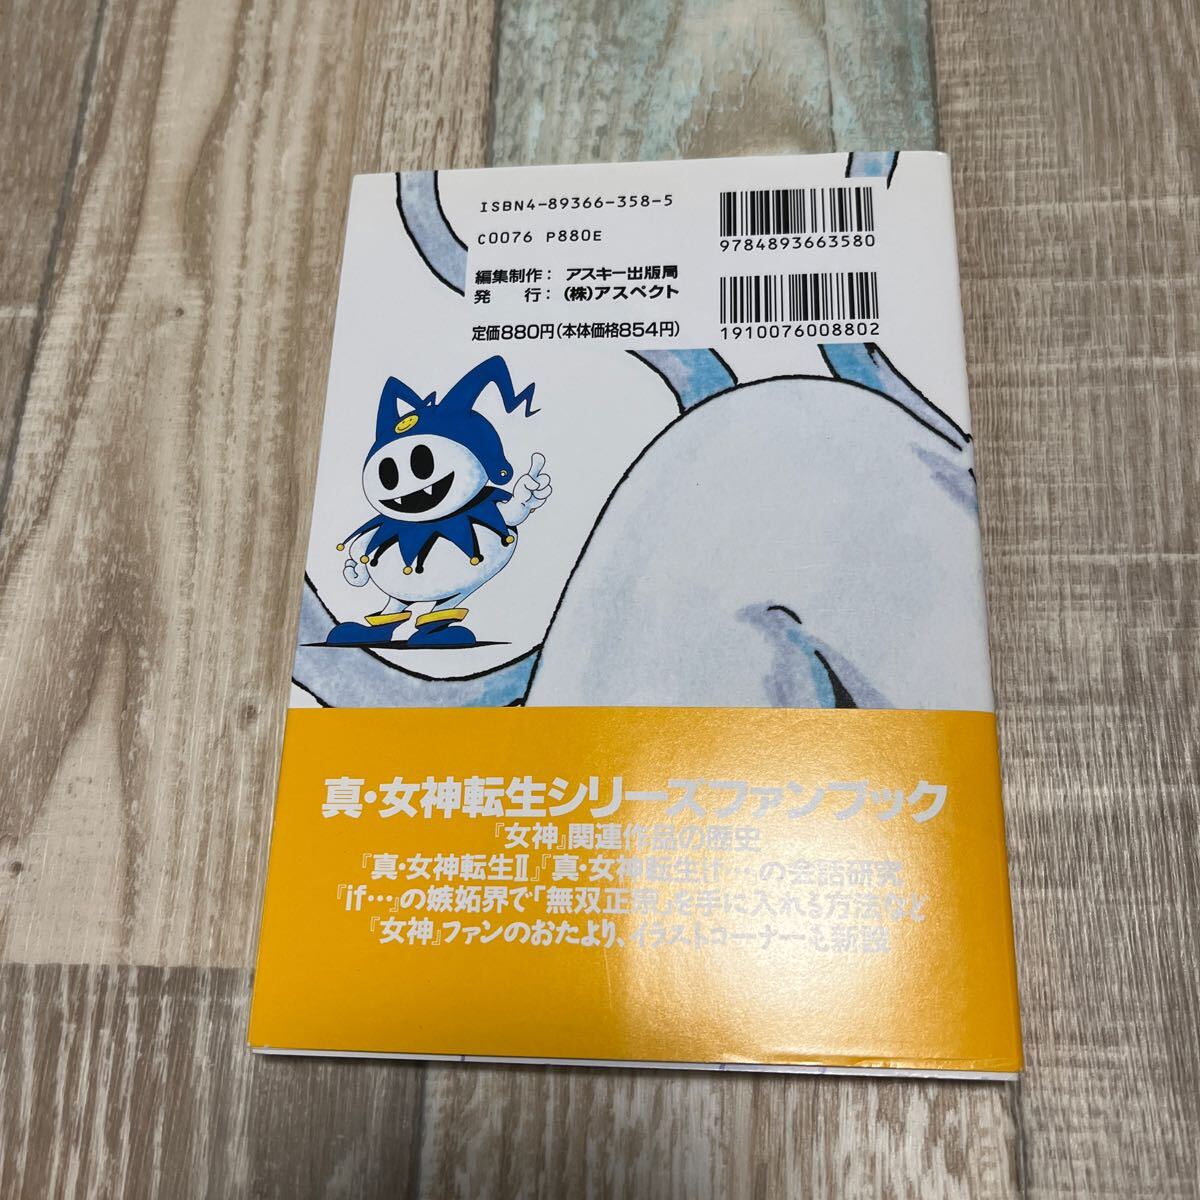 ISBN4-89366-358-5
C0076 P880E
9784893663580
編集制作： アスキー出版局
発　行： (株)アスペクト
定価880円(本体価格854円)
1910076008802
真・女神転生シリーズファンブック
『女神』関連作品の歴史
『真・女神転生Ⅱ』『真・女神転生if…の会話研究
『if…』の嫉妬界で「無双正宗」を手に入れる方法など
『女神』ファンのおたより、イラストコーナーも新設